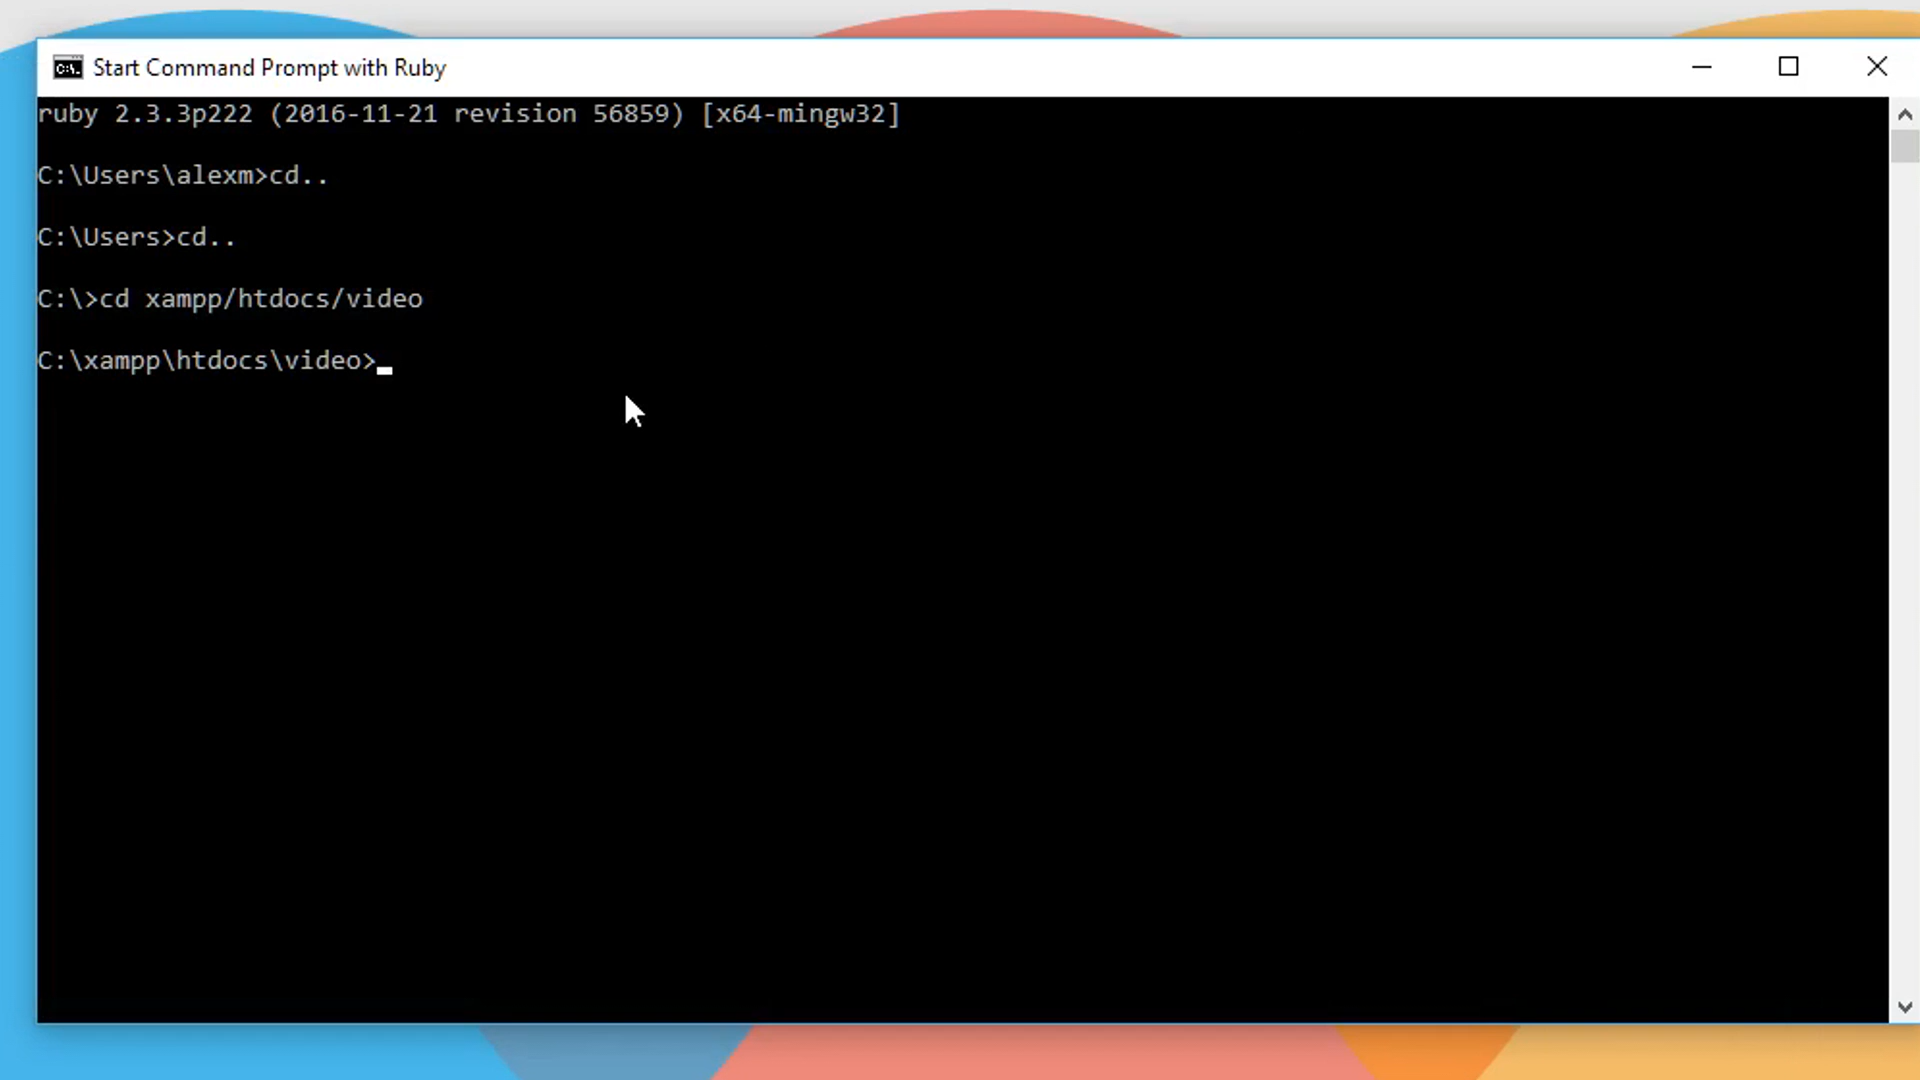 Start Command Prompt with Ruby
ruby 2.3.3p222 (2016-11-21 revision 56859) [x64-mingw32]
C:\Users\alexm>cd..
C:\Users>cd..
C:\>cd xampp/htdocs/video
C:\xampp\htdocs\video>